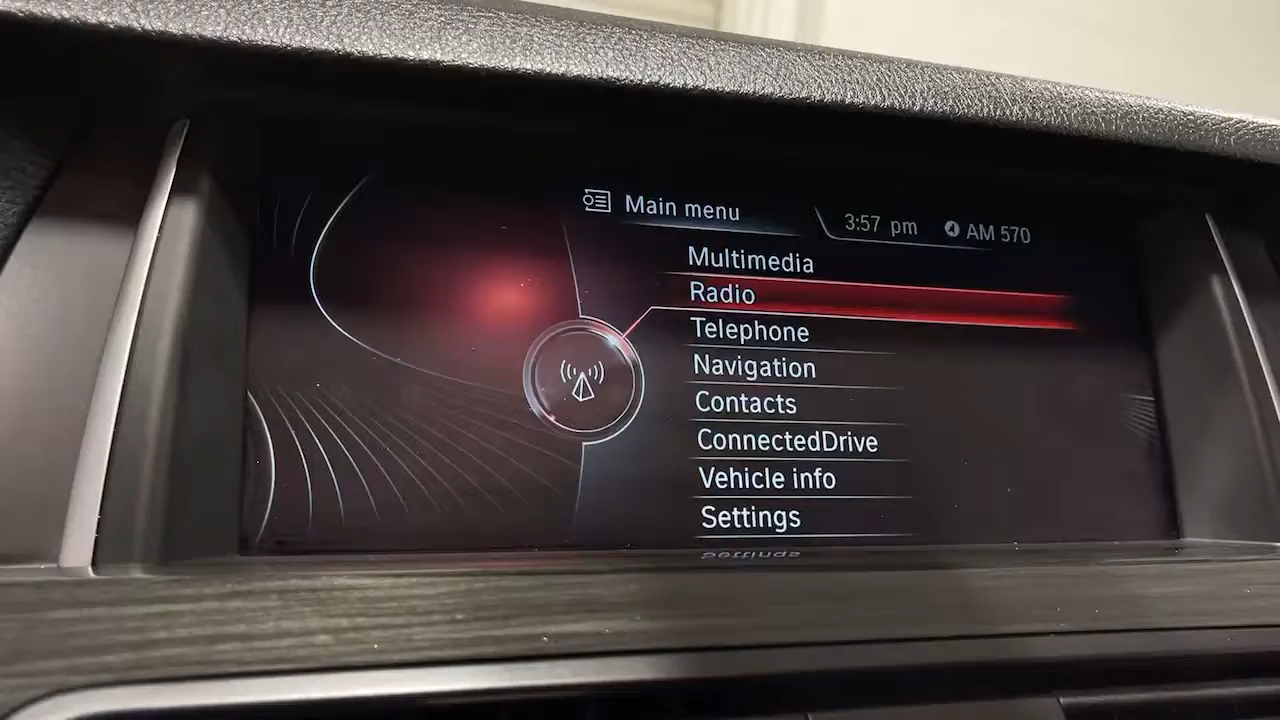 Main menu
3:57 pm AM 570
Multimedia
Radio
Telephone
Navigation
Contacts
ConnectedDrive
Vehicle info
Settings